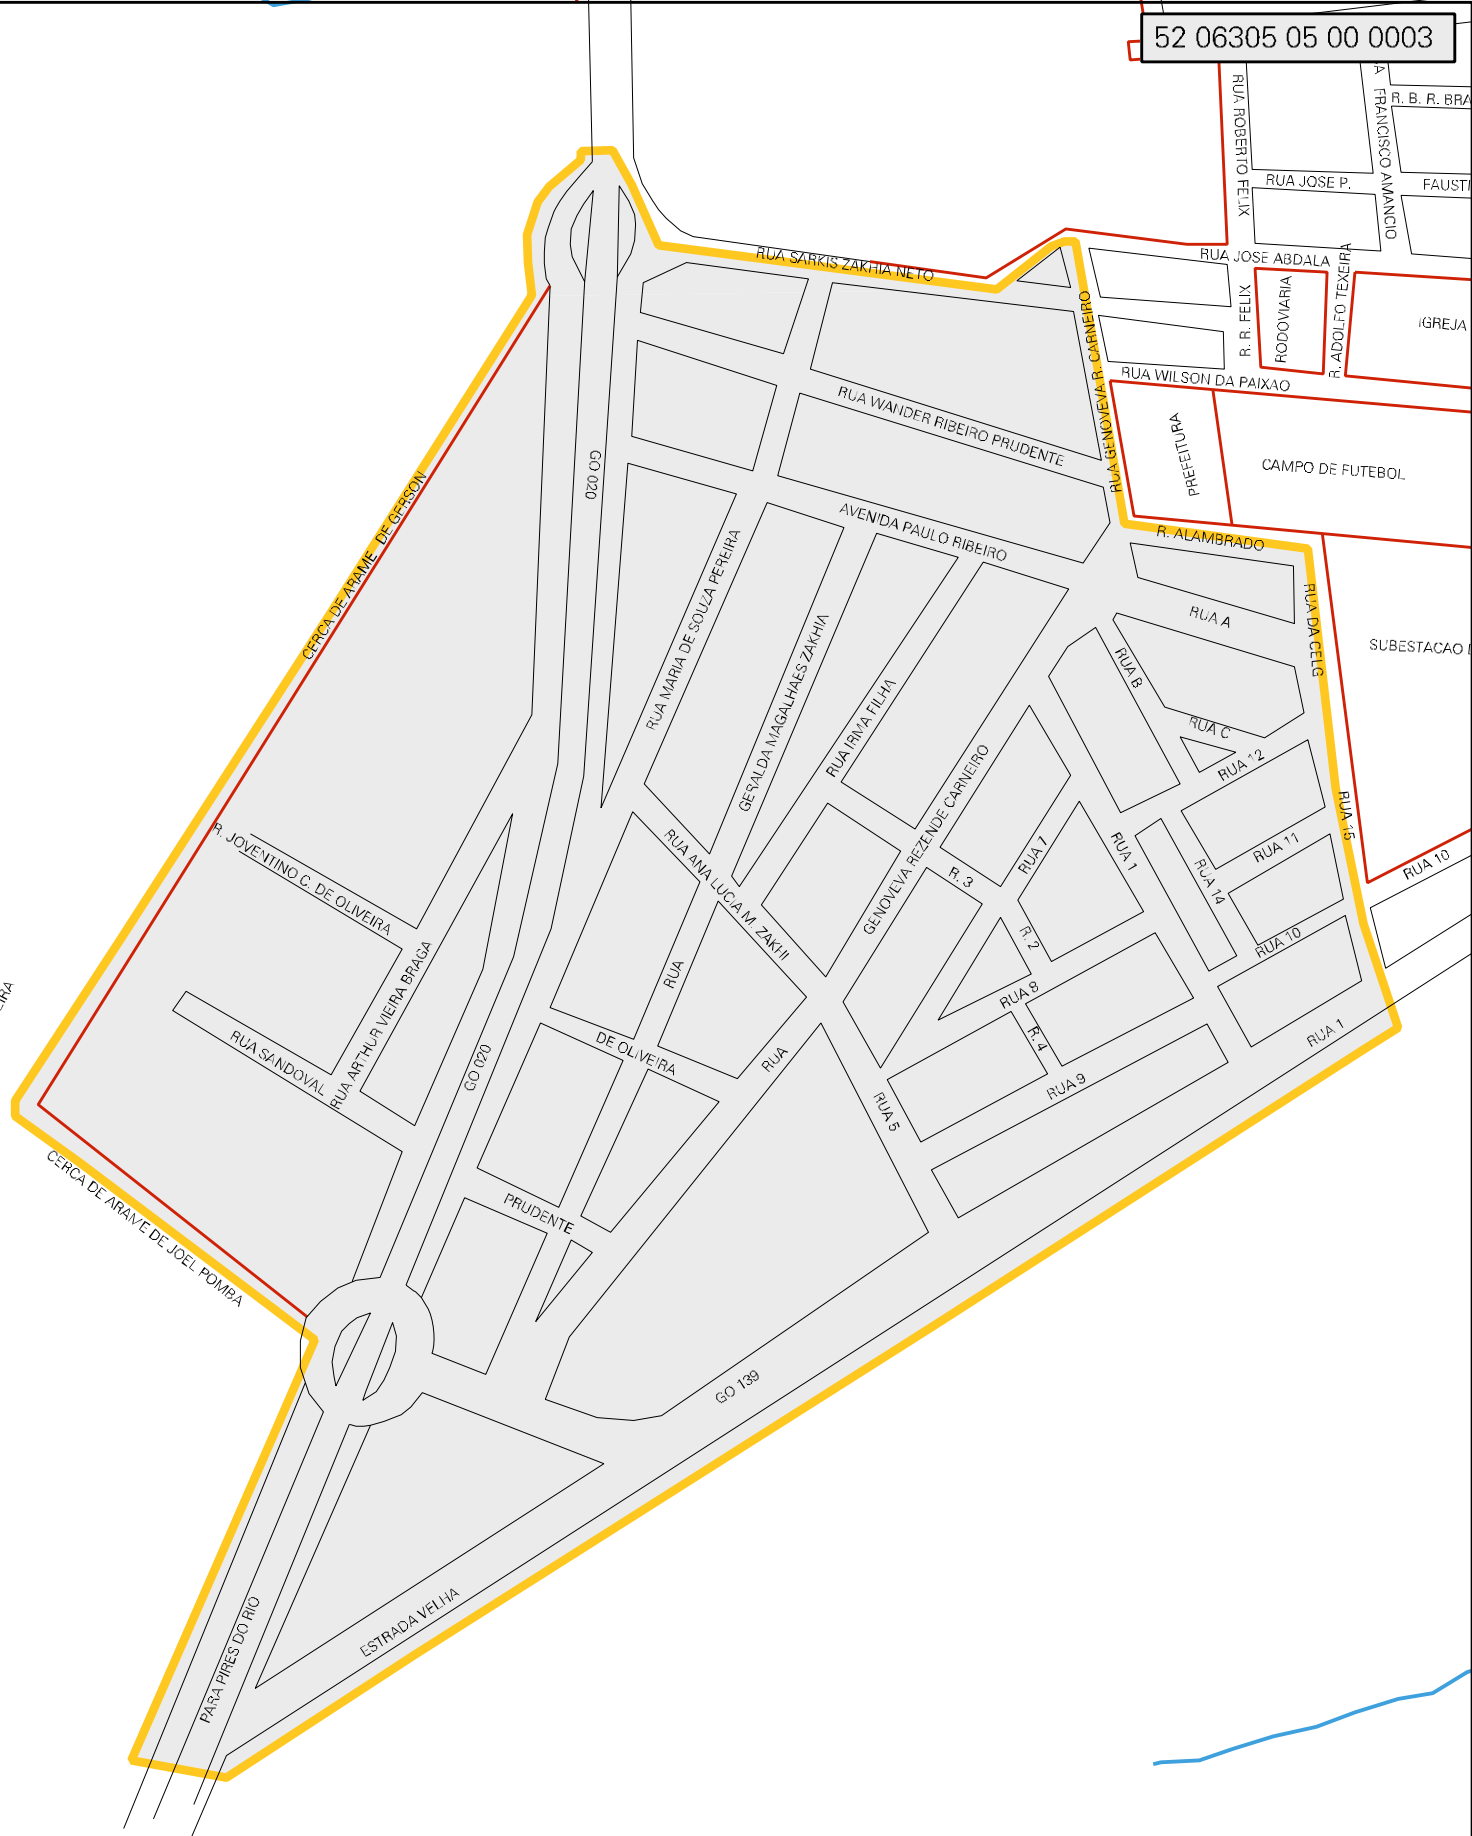 52 06305 05 00 0003
R. B. R. BRA
RUA ROBERTO FELIX
FRANCISCO AMANCIO
RUA JOSE P.
FAUSTI
RUA SARKIS ZAKHIA NETO
RUA JOSE ABDALA
R. R. FELIX
RODOVIARIA
R. ADOLFO TEXEIRA
IGREJA
RUA GENOVEVA R. CARNEIRO
RUA WILSON DA PAIXAO
RUA WANDER RIBEIRO PRUDENTE
PREFEITURA
CAMPO DE FUTEBOL
GO 020
CERCA DE ARAME DE GERSON
AVENIDA PAULO RIBEIRO
R. ALAMBRADO
RUA DA CELG
RUA A
SUBESTACAO
RUA MARIA DE SOUZA PEREIRA
GERALDA MAGALHAES ZAKHIA
RUA IRMA FILHA
RUA B
RUA C
RUA 12
GENOVEVA REZENDE CARNEIRO
RUA 15
R. JOVENTINO C. DE OLIVEIRA
RUA ANA LUCIA M. ZAKHI
RUA 7
RUA 1
RUA 11
RUA 10
R. 3
RUA 14
R. 2
RUA 10
RUA ARTHUR VIEIRA BRAGA
RUA
RUA 8
EIRA
RUA SANDOVAL
GO 020
DE OLIVEIRA
RUA
R. 4
RUA 1
RUA 9
RUA 5
CERCA DE ARAME DE JOEL POMBA
PRUDENTE
GO 139
PARA PIRES DO RIO
ESTRADA VELHA